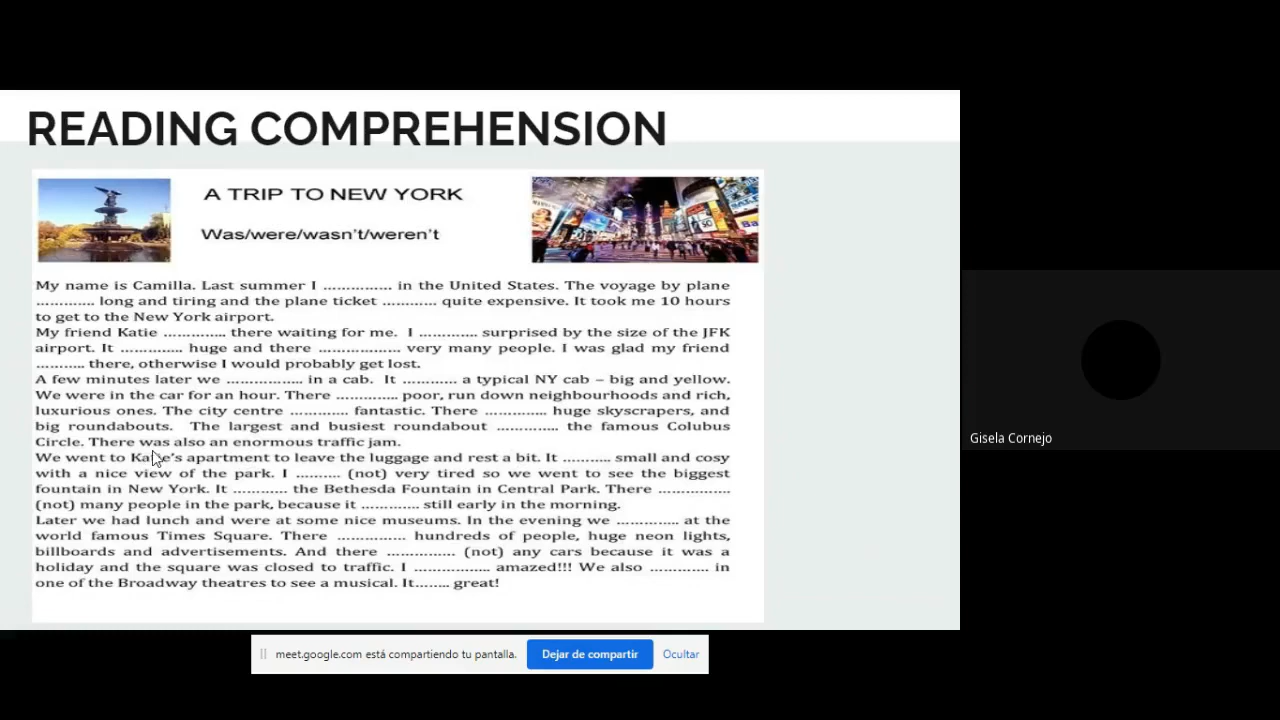 READING COMPREHENSION
A TRIP TO NEW YORK
Was/were/wasn't/weren't
My name is Camilla. Last summer I .............. in the United States. The voyage by plane
............. long and tiring and the plane ticket ............ quite expensive. It took me 10 hours
to get to the New York airport.
My friend Katie .............. there waiting for me. I ............. surprised by the size of the JFK
airport. It .............. huge and there .................. very many people. I was glad my friend
........... there, otherwise I would probably get lost.
A few minutes later we ................. in a cab. It ............ a typical NY cab – big and yellow.
We were in the car for an hour. There .............. poor, run down neighbourhoods and rich,
luxurious ones. The city centre ............. fantastic. There .............. huge skyscrapers, and
big roundabouts. The largest and busiest roundabout .............. the famous Colubus
Circle. There was also an enormous traffic jam.
We went to Katie's apartment to leave the luggage and rest a bit. It ........... small and cosy
with a nice view of the park. I .......... (not) very tired so we went to see the biggest
fountain in New York. It ............ the Bethesda Fountain in Central Park. There ................
(not) many people in the park, because it ............. still early in the morning.
Later we had lunch and were at some nice museums. In the evening we .............. at the
world famous Times Square. There ............... hundreds of people, huge neon lights,
billboards and advertisements. And there ............... (not) any cars because it was a
holiday and the square was closed to traffic. I ................. amazed!!! We also ............. in
one of the Broadway theatres to see a musical. It........ great!
Gisela Cornejo
meet.google.com está compartiendo tu pantalla. Dejar de compartir Ocultar